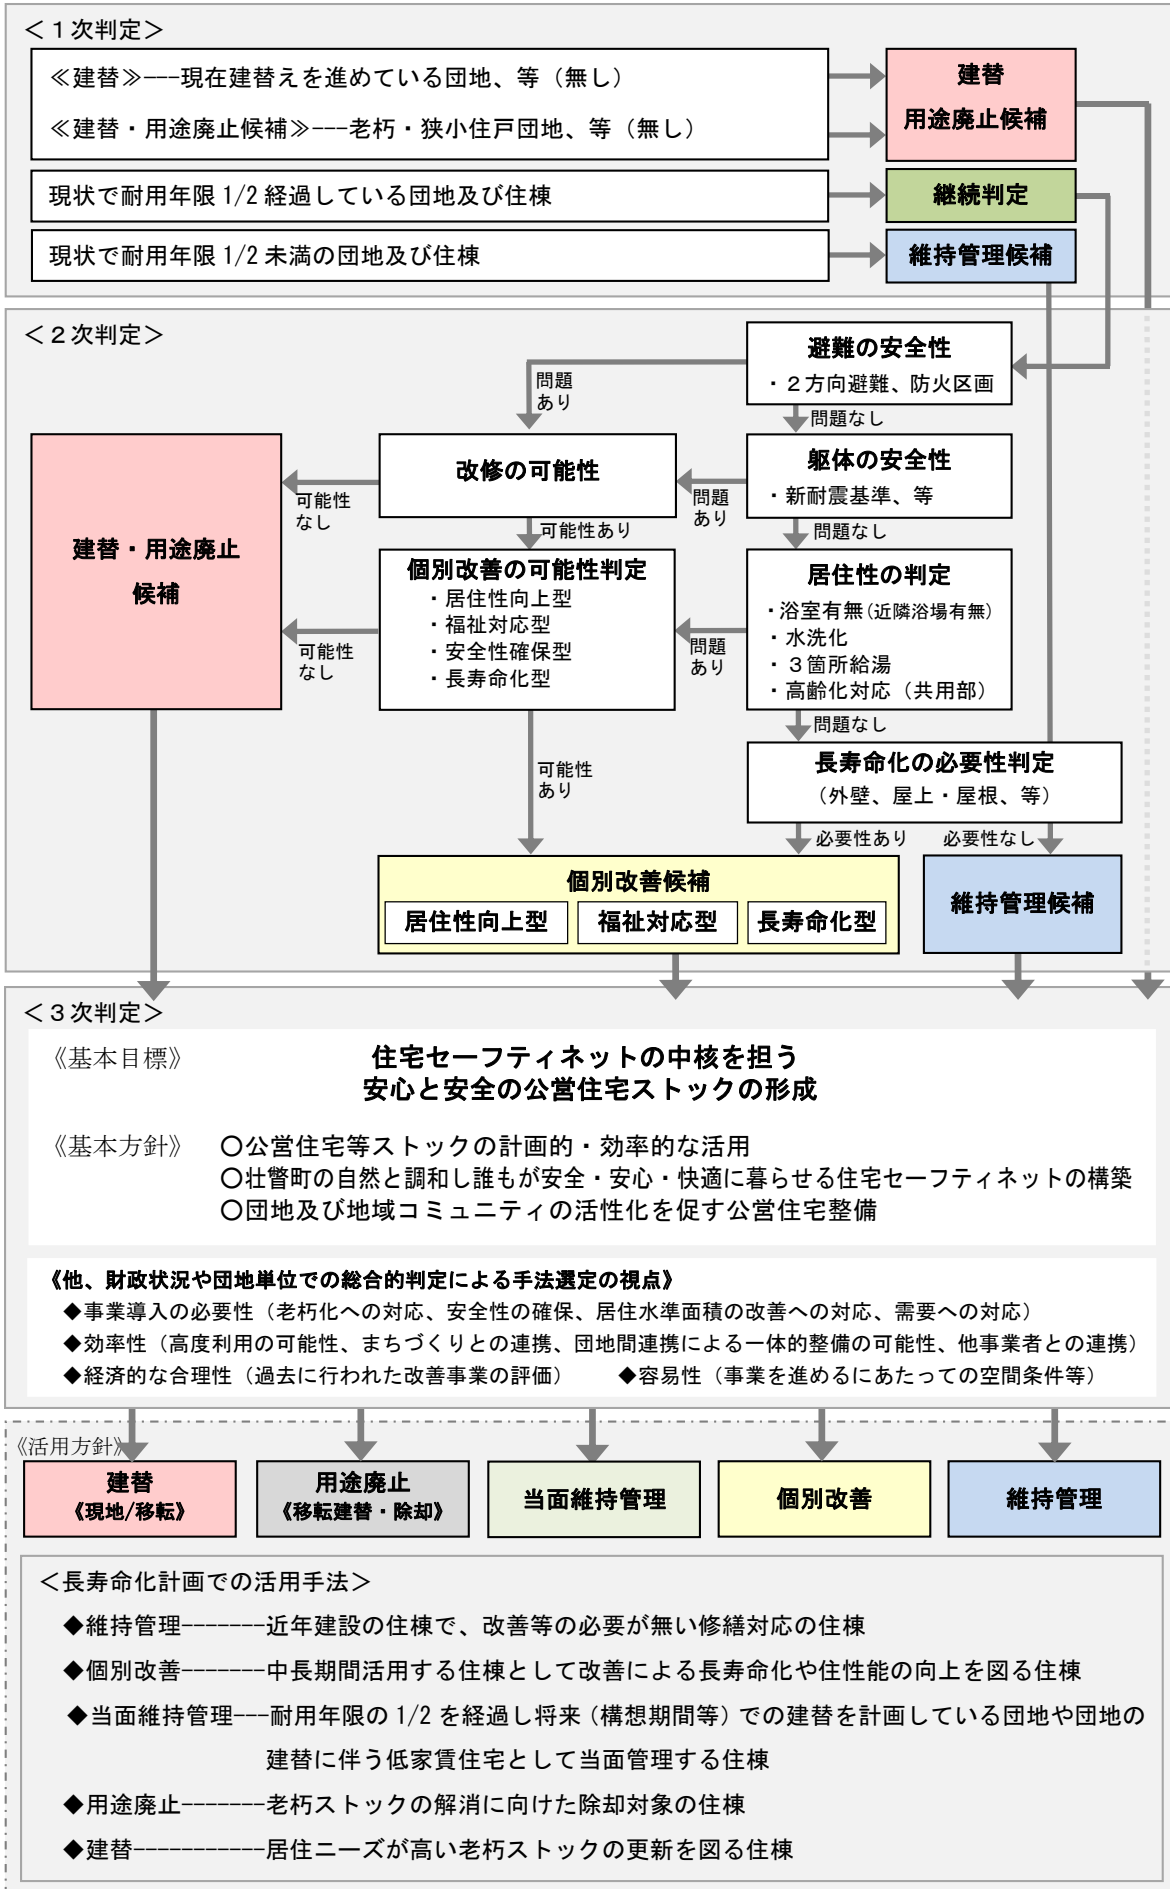 ＜１次判定＞
≪建替≫---現在建替えを進めている団地、等（無し）
≪建替・用途廃止候補≫---老朽・狭小住戸団地、等（無し）
建替
用途廃止候補
現状で耐用年限 1/2 経過している団地及び住棟
継続判定
現状で耐用年限 1/2 未満の団地及び住棟
維持管理候補
＜２次判定＞
避難の安全性
・２方向避難、防火区画
問題
あり
問題なし
建替・用途廃止
候補
改修の可能性
躯体の安全性
・新耐震基準、等
可能性
なし
問題
あり
可能性あり
問題なし
個別改善の可能性判定
・居住性向上型
・福祉対応型
・安全性確保型
・長寿命化型
居住性の判定
・浴室有無（近隣浴場有無）
・水洗化
・３箇所給湯
・高齢化対応（共用部）
可能性
なし
問題
あり
問題なし
可能性
あり
長寿命化の必要性判定
（外壁、屋上・屋根、等）
必要性あり
必要性なし
個別改善候補
居住性向上型
福祉対応型
長寿命化型
維持管理候補
＜３次判定＞
《基本目標》
住宅セーフティネットの中核を担う
安心と安全の公営住宅ストックの形成
《基本方針》
〇公営住宅等ストックの計画的・効率的な活用
〇壮瞥町の自然と調和し誰もが安全・安心・快適に暮らせる住宅セーフティネットの構築
〇団地及び地域コミュニティの活性化を促す公営住宅整備
《他、財政状況や団地単位での総合的判定による手法選定の視点》
◆事業導入の必要性（老朽化への対応、安全性の確保、居住水準面積の改善への対応、需要への対応）
◆効率性（高度利用の可能性、まちづくりとの連携、団地間連携による一体的整備の可能性、他事業者との連携）
◆経済的な合理性（過去に行われた改善事業の評価）　◆容易性（事業を進めるにあたっての空間条件等）
《活用方針》
建替
《現地/移転》
用途廃止
《移転建替・除却》
当面維持管理
個別改善
維持管理
＜長寿命化計画での活用手法＞
◆維持管理-------近年建設の住棟で、改善等の必要が無い修繕対応の住棟
◆個別改善-------中長期間活用する住棟として改善による長寿命化や住性能の向上を図る住棟
◆当面維持管理---耐用年限の 1/2 を経過し将来（構想期間等）での建替を計画している団地や団地の
建替に伴う低家賃住宅として当面管理する住棟
◆用途廃止-------老朽ストックの解消に向けた除却対象の住棟
◆建替-----------居住ニーズが高い老朽ストックの更新を図る住棟